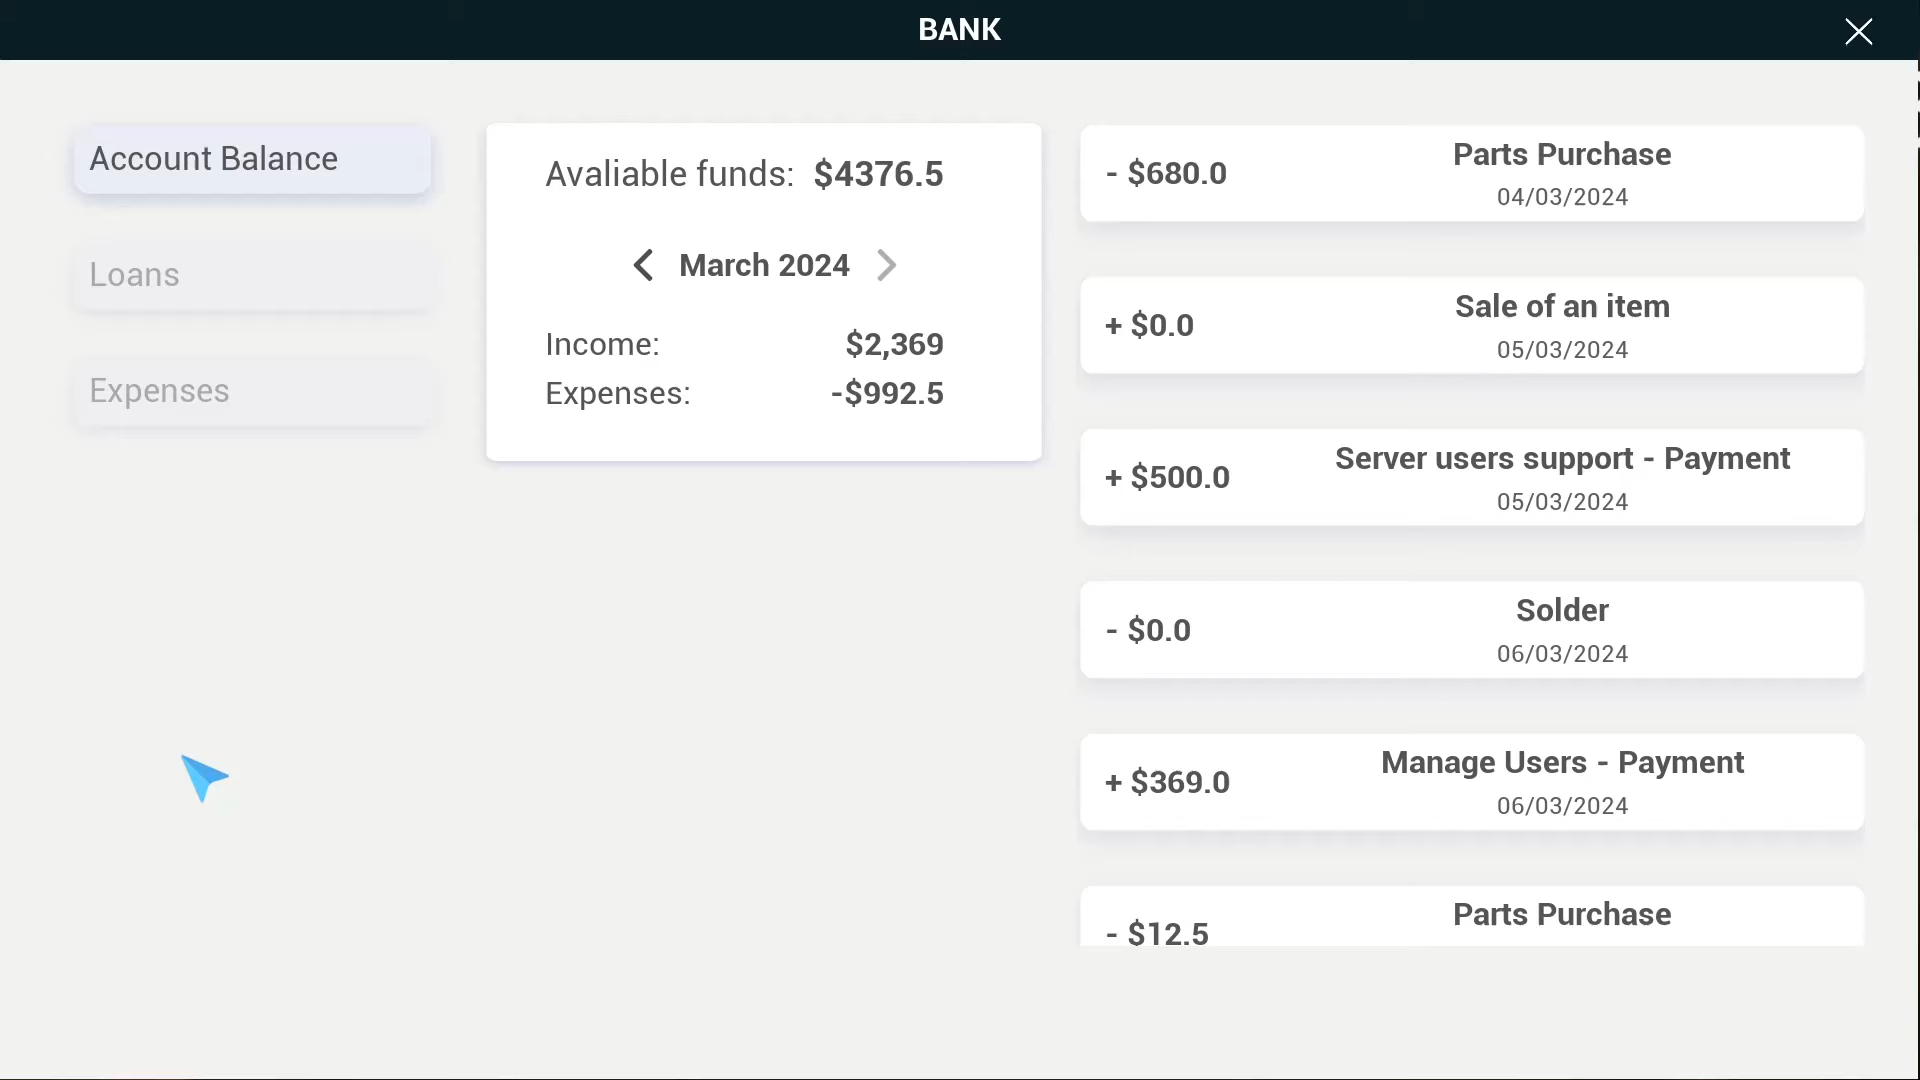 BANK
Account Balance
Loans
Expenses
Avaliable funds: $4376.5
March 2024
Income: $2,369
Expenses: -$992.5
- $680.0
Parts Purchase
04/03/2024
+ $0.0
Sale of an item
05/03/2024
+ $500.0
Server users support - Payment
05/03/2024
- $0.0
Solder
06/03/2024
+ $369.0
Manage Users - Payment
06/03/2024
- $12.5
Parts Purchase